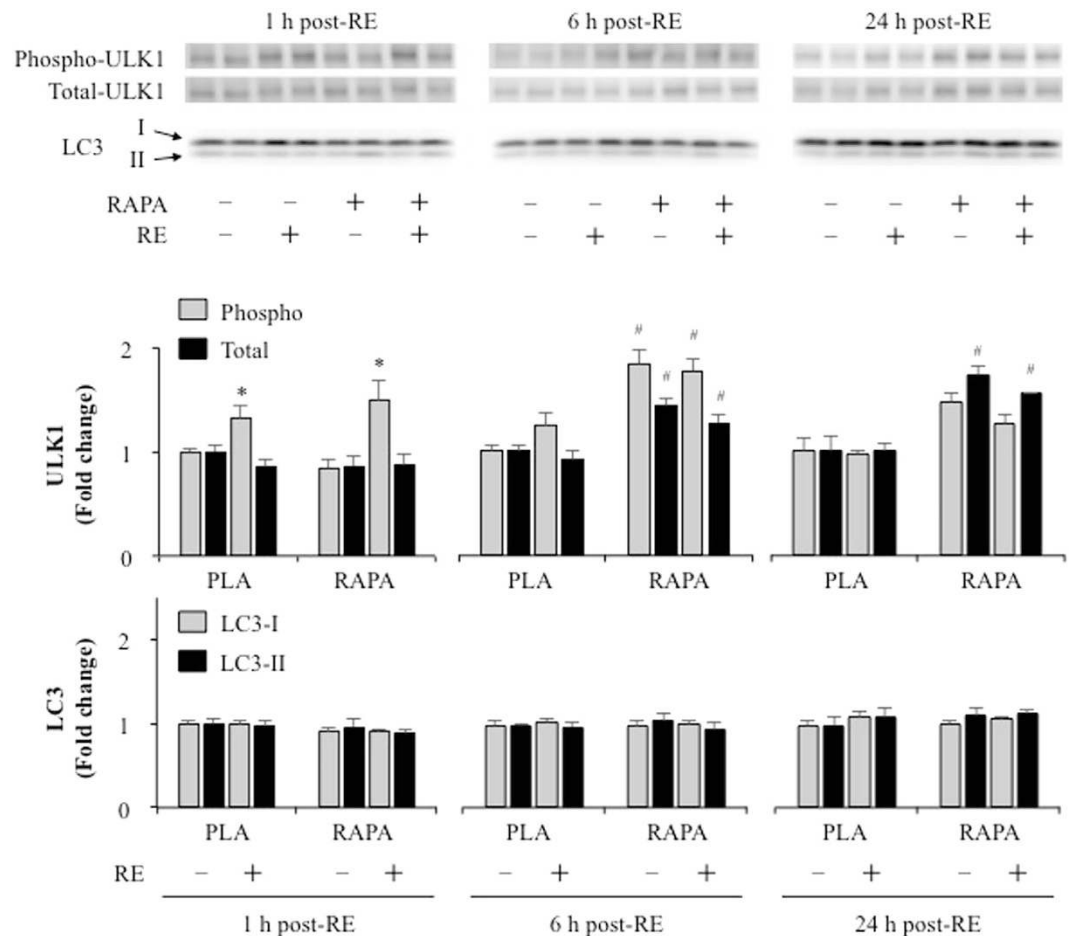 1 h post-RE 6 h post-RE 24 h post-RE
Phospho-ULK1
Total-ULK1
I
LC3
II
RAPA − − + + − − + + − − + +
RE − + − + − + − + − + − +
Phospho
Total
2
1
0
ULK1
(Fold change)
* * # # # # # #
PLA RAPA PLA RAPA PLA RAPA
LC3-I
LC3-II
2
1
0
LC3
(Fold change)
PLA RAPA PLA RAPA PLA RAPA
RE − + − + − + − + − + − +
1 h post-RE 6 h post-RE 24 h post-RE